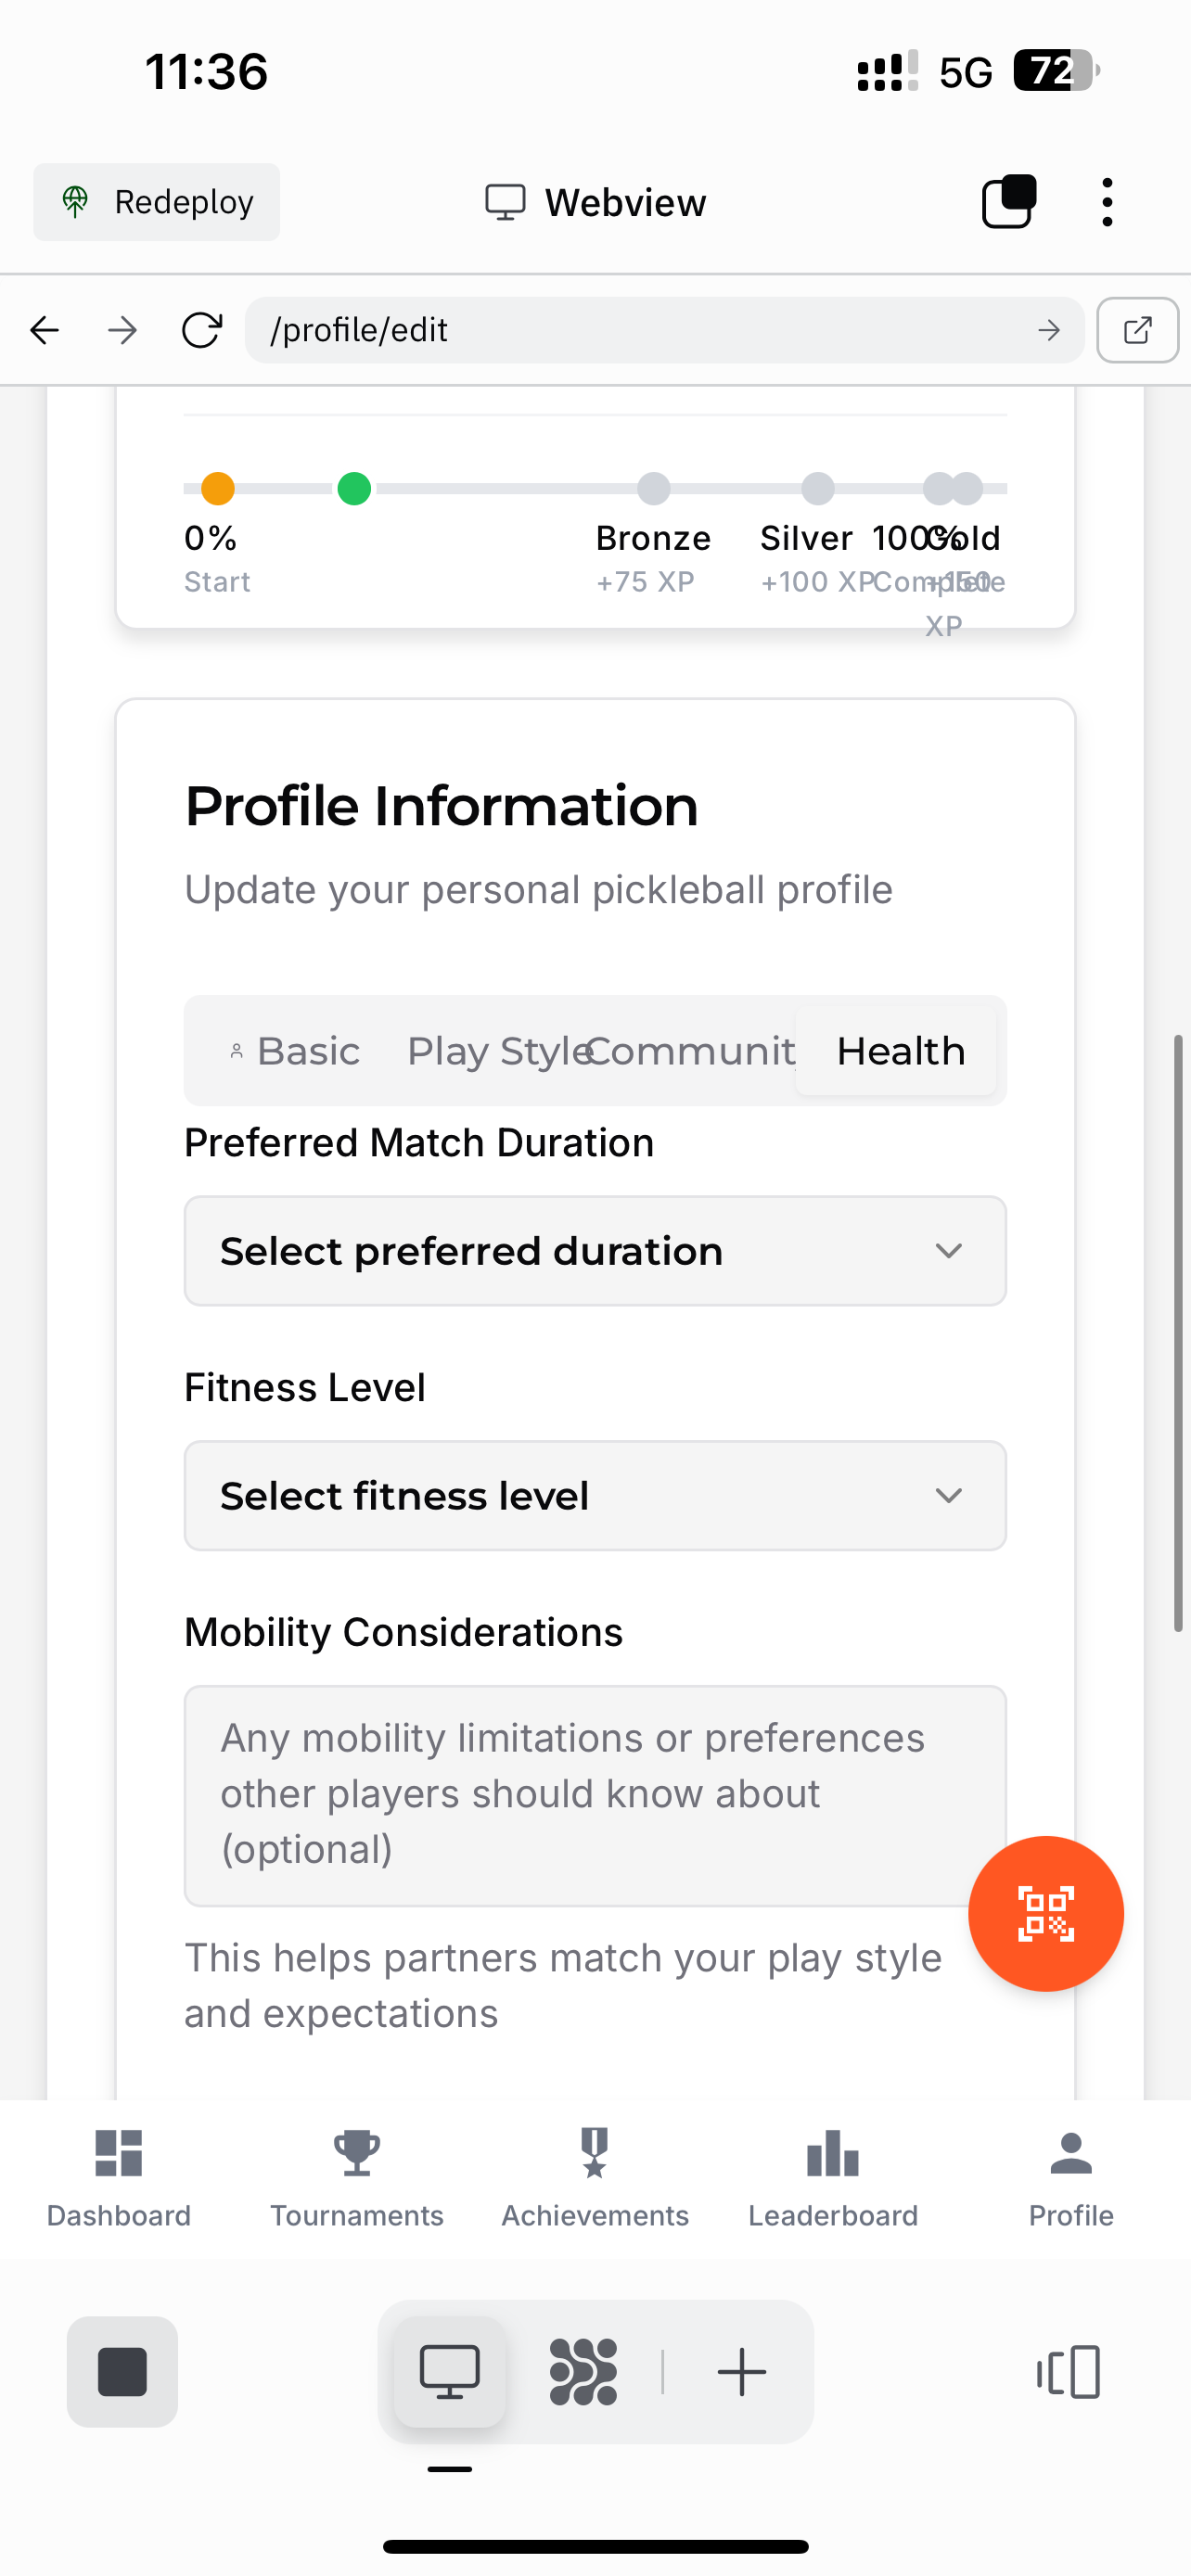 11:36
5G
72
Redeploy
Webview
/profile/edit
0%
Bronze
Silver
100%
Gold
Start
+75 XP
+100 XP
Complete
+150
XP
Profile Information
Update your personal pickleball profile
Basic
Play Style
Communit
Health
Preferred Match Duration
Select preferred duration
Fitness Level
Select fitness level
Mobility Considerations
Any mobility limitations or preferences
other players should know about
(optional)
This helps partners match your play style
and expectations
Dashboard
Tournaments
Achievements
Leaderboard
Profile